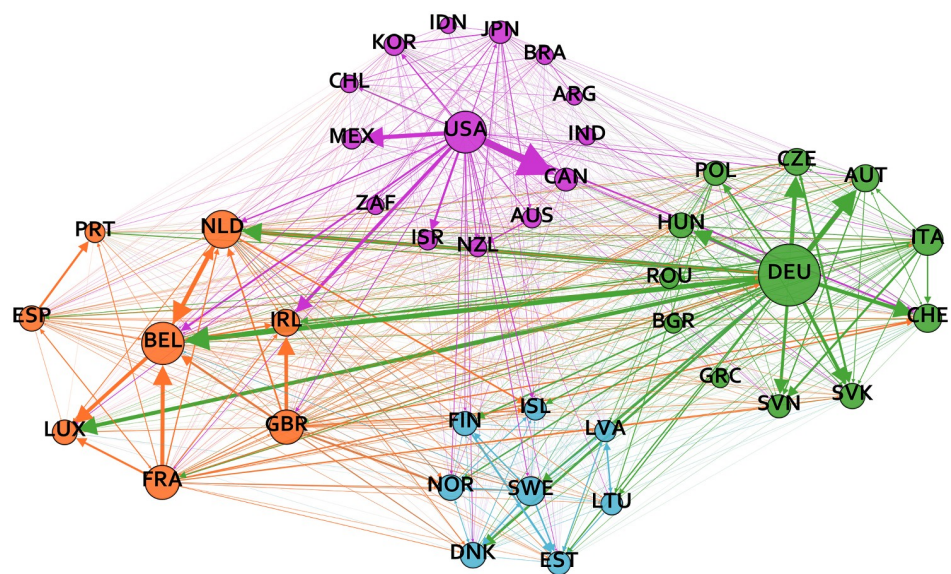 IDN
JPN
KOR
BRA
CHL
ARG
MEX
USA
IND
CAN
POL
CZE
AUT
ZAF
AUS
HUN
PRT
NLD
ISR
NZL
ITA
ROU
DEU
ESP
BEL
IRL
BGR
CHE
GRC
SVN
SVK
LUX
GBR
FIN
ISL
LVA
FRA
NOR
SWE
LTU
DNK
EST